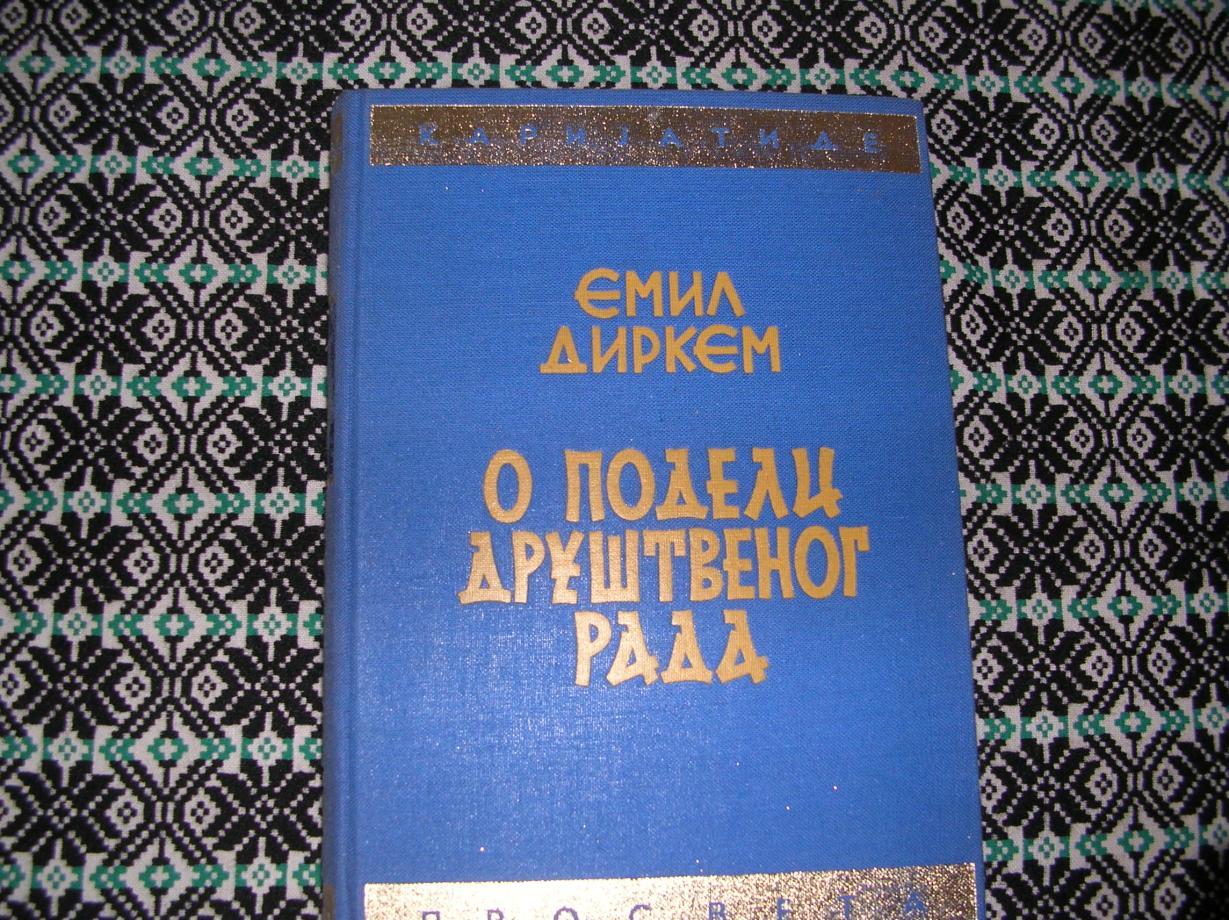 КАРИЈАТИДЕ
ЕМИЛ
ДИРКЕМ
О ПОДЕЛИ
ДРУШТВЕНОГ
РАДА
ПРОСВЕТА